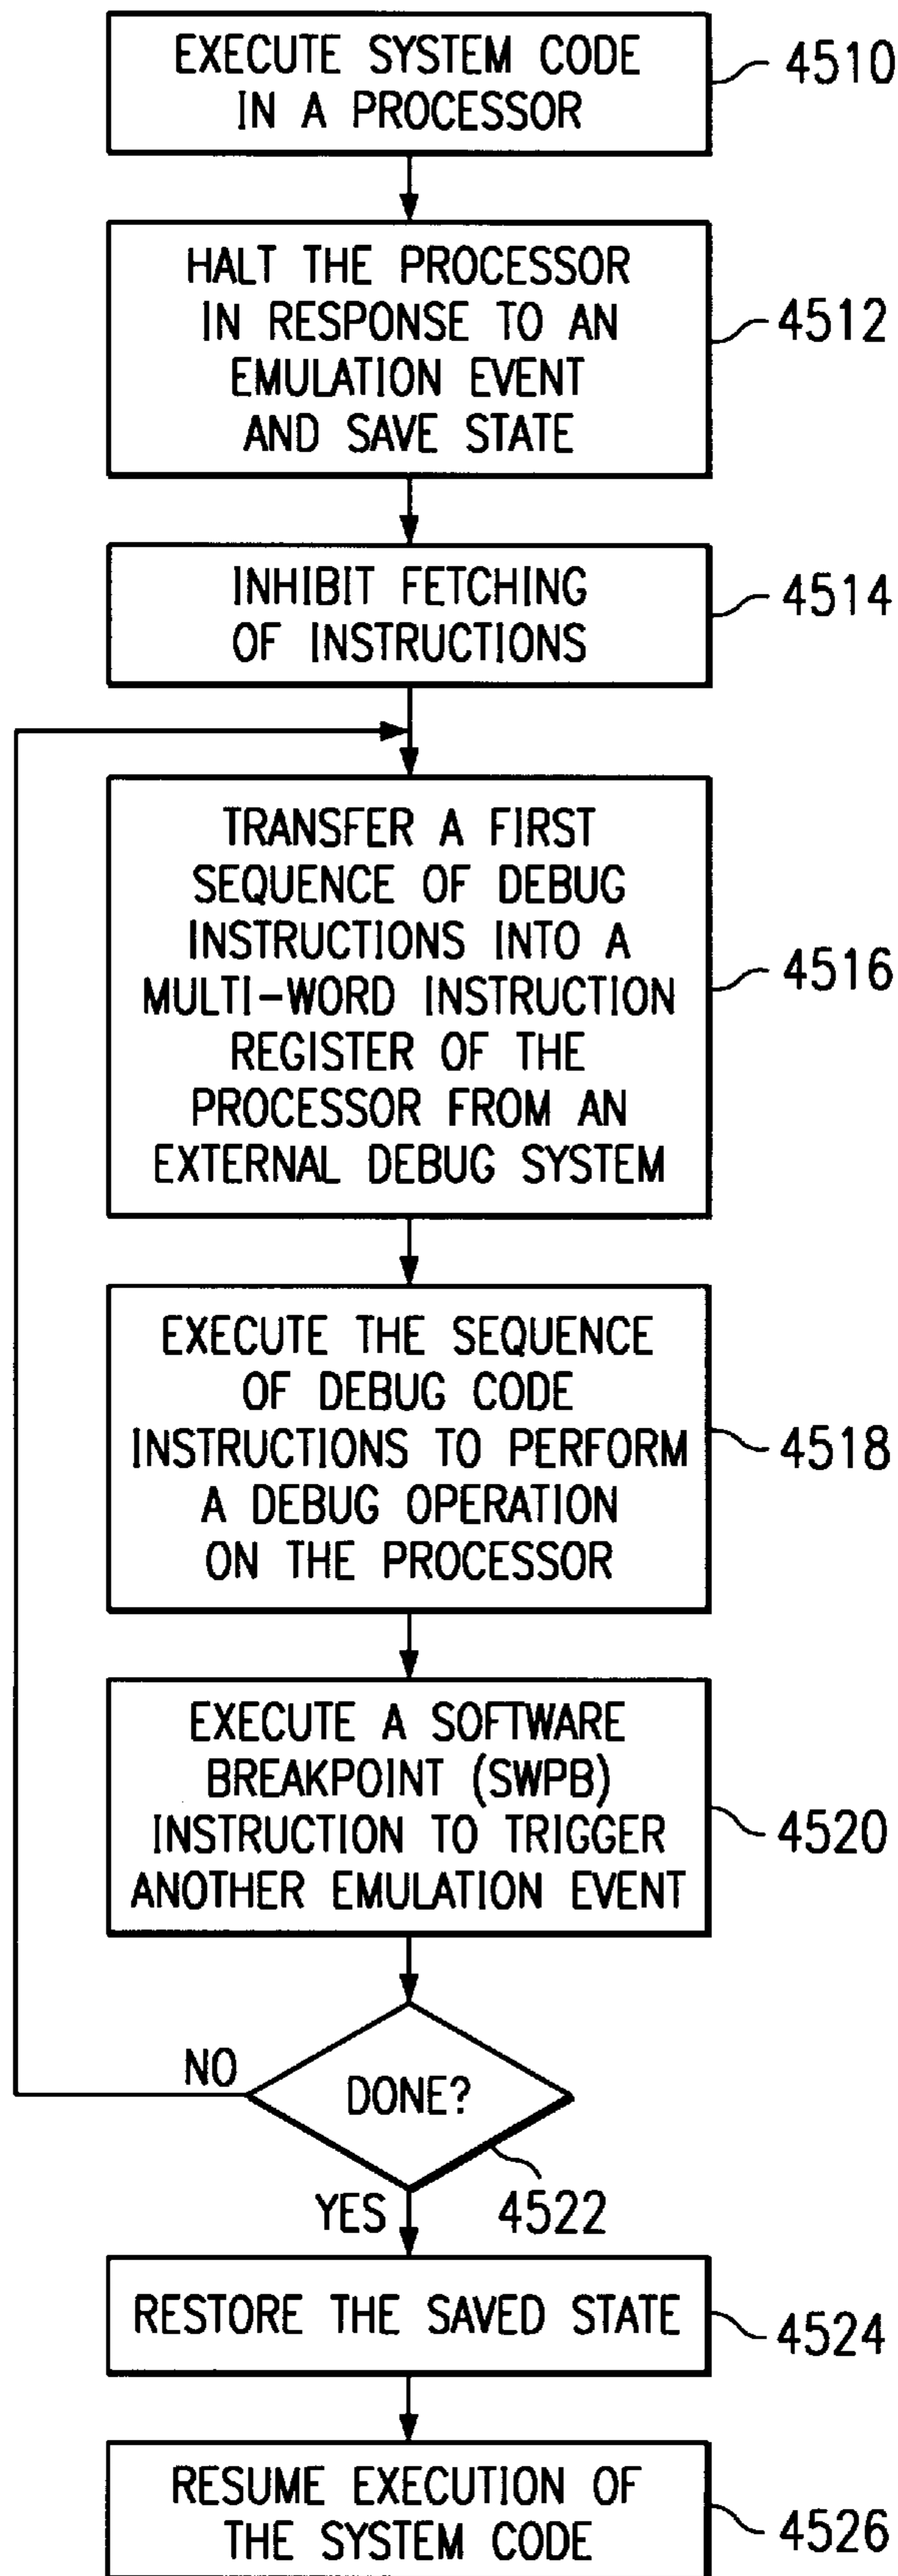 EXECUTE SYSTEM CODE
IN A PROCESSOR
4510
HALT THE PROCESSOR
IN RESPONSE TO AN
EMULATION EVENT
AND SAVE STATE
4512
INHIBIT FETCHING
OF INSTRUCTIONS
4514
TRANSFER A FIRST
SEQUENCE OF DEBUG
INSTRUCTIONS INTO A
MULTI-WORD INSTRUCTION
REGISTER OF THE
PROCESSOR FROM AN
EXTERNAL DEBUG SYSTEM
4516
EXECUTE THE SEQUENCE
OF DEBUG CODE
INSTRUCTIONS TO PERFORM
A DEBUG OPERATION
ON THE PROCESSOR
4518
EXECUTE A SOFTWARE
BREAKPOINT (SWPB)
INSTRUCTION TO TRIGGER
ANOTHER EMULATION EVENT
4520
NO
DONE?
4522
YES
RESTORE THE SAVED STATE
4524
RESUME EXECUTION OF
THE SYSTEM CODE
4526